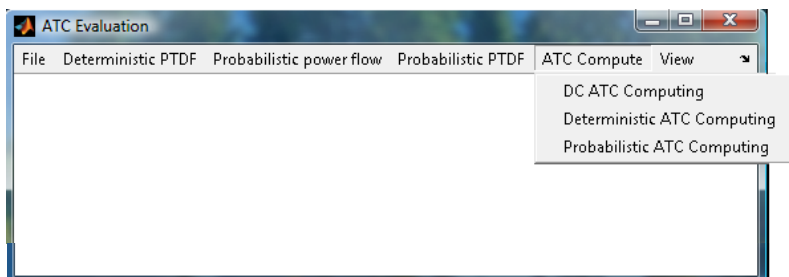 ATC Evaluation
File Deterministic PTDF Probabilistic power flow Probabilistic PTDF ATC Compute View
DC ATC Computing
Deterministic ATC Computing
Probabilistic ATC Computing